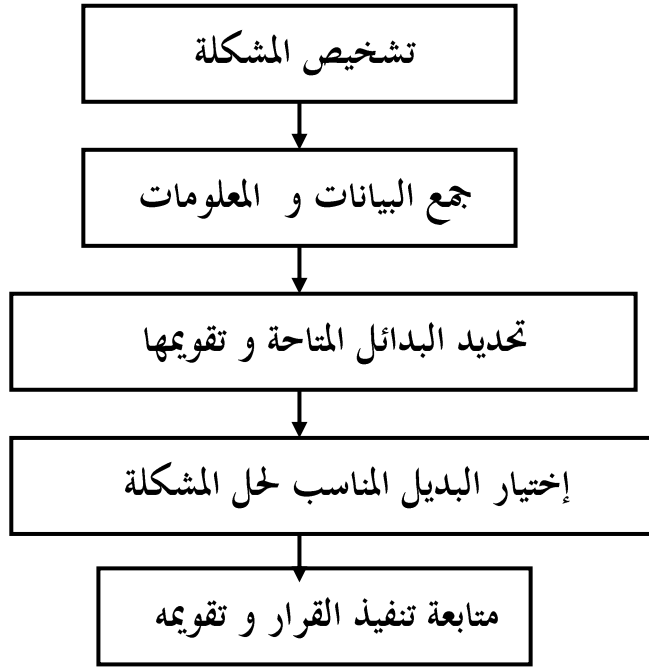 تشخيص المشكلة
جمع البيانات و المعلومات
تحديد البدائل المتاحة و تقويمها
إختيار البديل المناسب لحل المشكلة
متابعة تنفيذ القرار و تقويمه